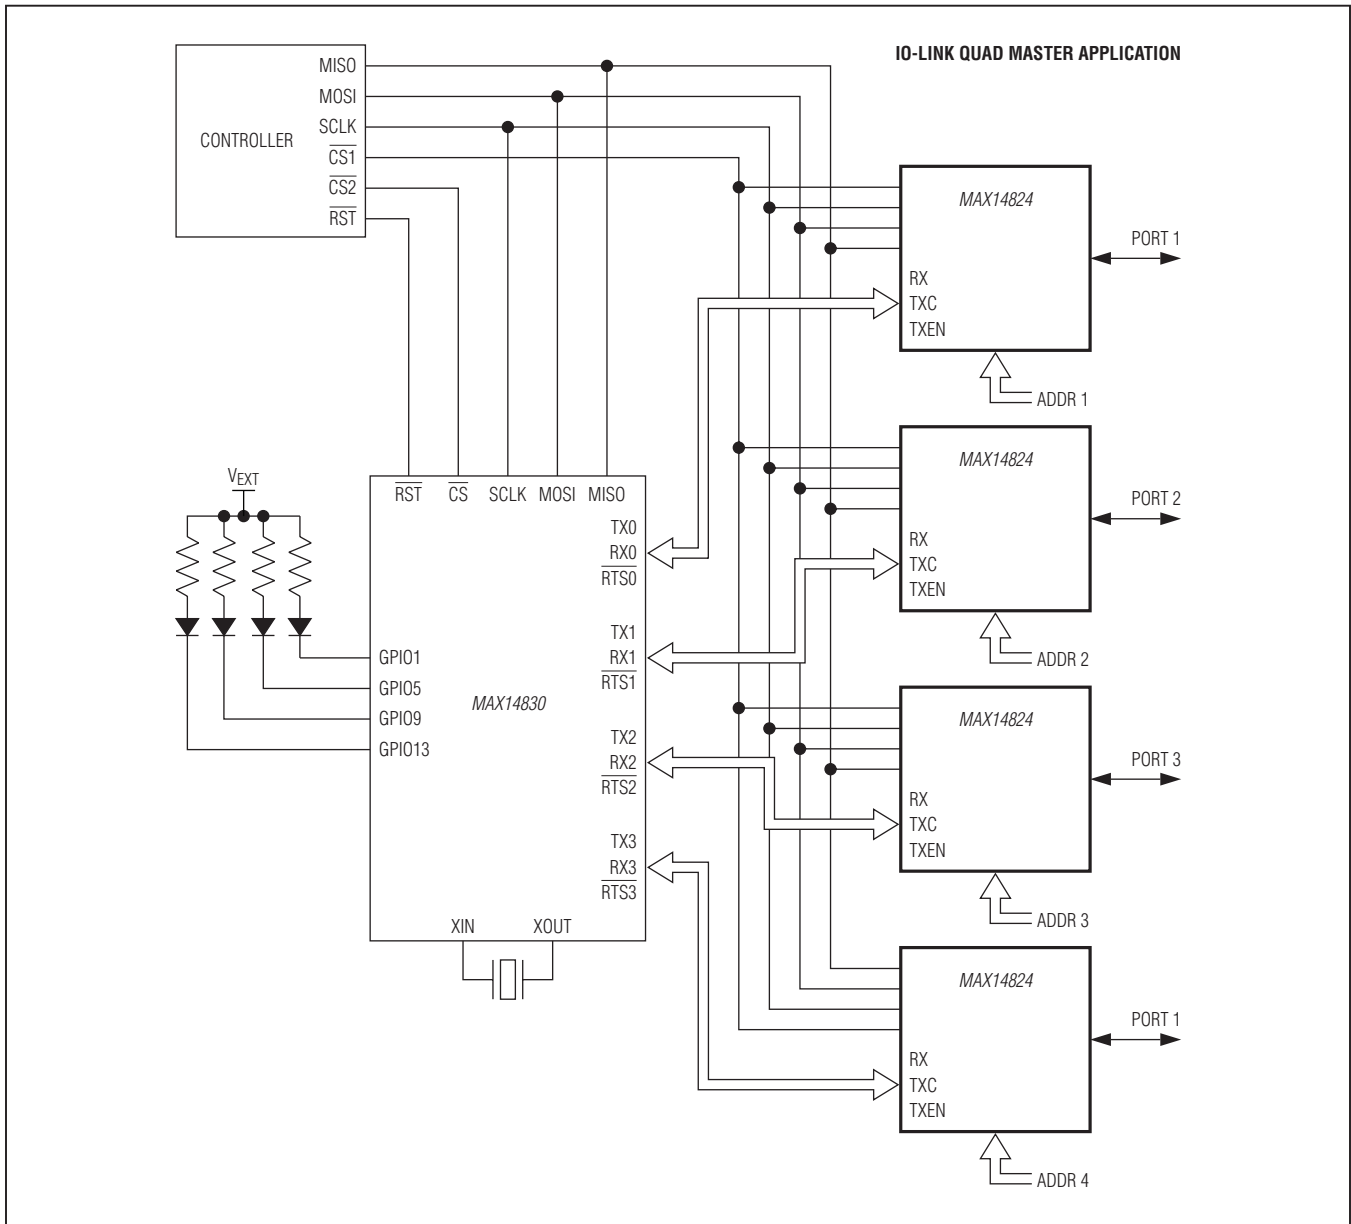 IO-LINK QUAD MASTER APPLICATION
MISO
MOSI
SCLK
CS1
CS2
RST
CONTROLLER
MAX14824
RX
TXC
TXEN
PORT 1
ADDR 1
MAX14824
RX
TXC
TXEN
PORT 2
ADDR 2
VEXT
RST CS SCLK MOSI MISO
TX0
RX0
RTS0
TX1
RX1
RTS1
TX2
RX2
RTS2
TX3
RX3
RTS3
GPIO1
GPIO5
GPIO9
GPIO13
MAX14830
XIN XOUT
MAX14824
RX
TXC
TXEN
PORT 3
ADDR 3
MAX14824
RX
TXC
TXEN
PORT 1
ADDR 4